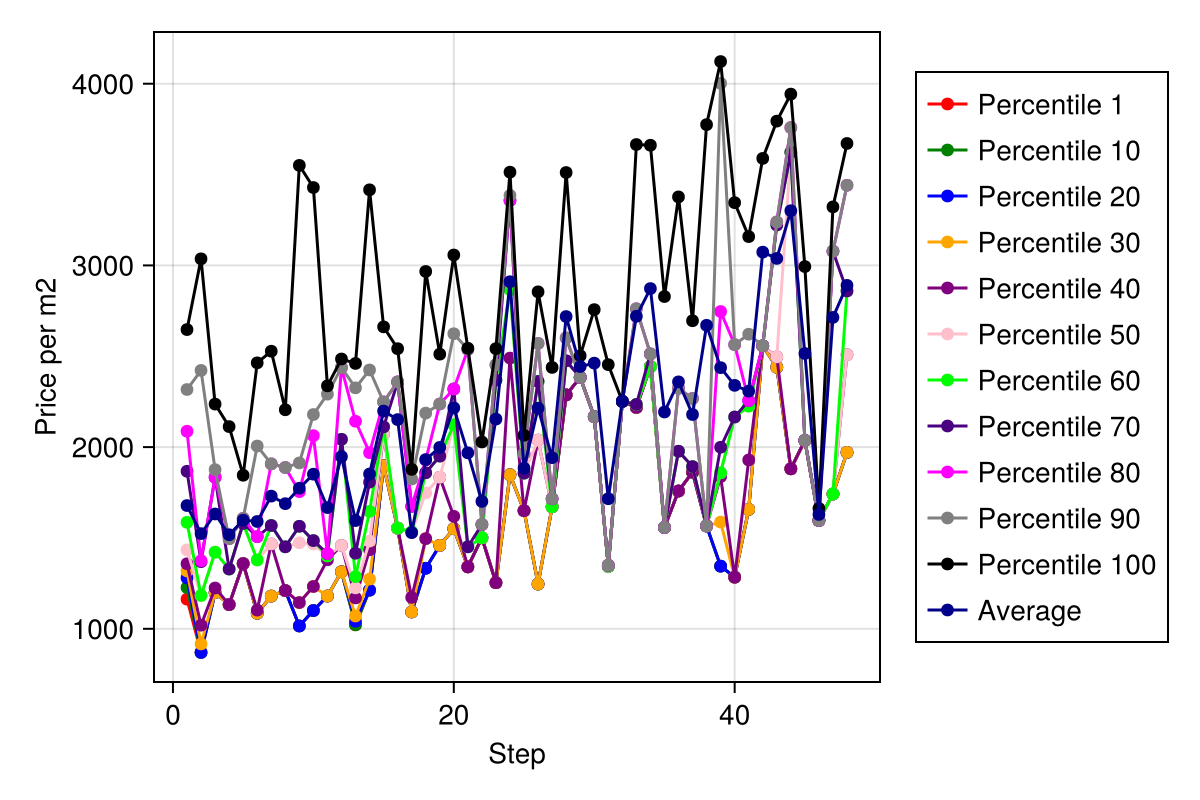 4000
3000
2000
1000
Price per m2
0
20
40
Step
Percentile 1
Percentile 10
Percentile 20
Percentile 30
Percentile 40
Percentile 50
Percentile 60
Percentile 70
Percentile 80
Percentile 90
Percentile 100
Average